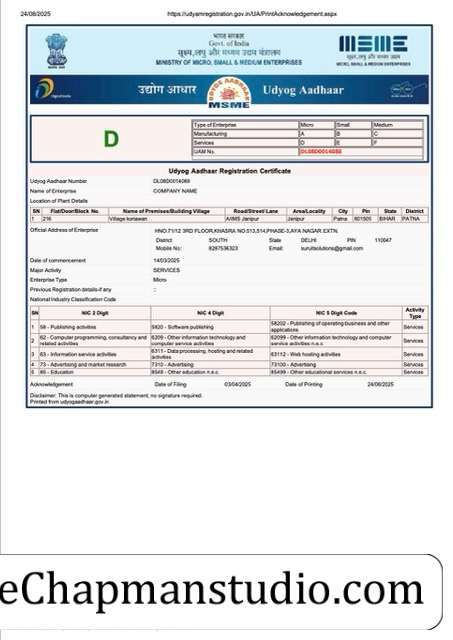 24/08/2025 https://udyamregistration.gov.in/UA/PrintAcknowledgement.aspx
भारत सरकार
Govt. of India
सूक्ष्म, लघु और मध्यम उद्यम मंत्रालय
MINISTRY OF MICRO, SMALL & MEDIUM ENTERPRISES
सूक्ष्म, लघु और मध्यम उद्यम
MICRO, SMALL & MEDIUM ENTERPRISES
Digital India
उद्योग आधार
UDYOG AADHAAR
MSME
Udyog Aadhaar
D
Type of Enterprise Micro Small Medium
Manufacturing A B C
Services D E F
UAM No.
Udyog Aadhaar Registration Certificate
Udyog Aadhaar Number
Name of Enterprise COMPANY NAME
Location of Plant Details
SN Flat/Door/Block No. Name of Premises/Building Village Road/Street/Lane Area/Locality City Pin State District
1 216 Village korjawan AIIMS Janipur Janipur Patna 801505 BIHAR PATNA
Official Address of Enterprise HNO.71/12 3RD FLOOR,KHASRA NO.513,514,PHASE-3,AYA NAGAR EXTN.
District SOUTH State DELHI PIN 110047
Mobile No: 8287536323 Email:
Date of commencement 14/03/2025
Major Activity SERVICES
Enterprise Type Micro
Previous Registration details-if any ::
National Industry Classification Code
SN NIC 2 Digit NIC 4 Digit NIC 5 Digit Code Activity Type
1 58 - Publishing activities 5820 - Software publishing 58202 - Publishing of operating business and other applications Services
2 62 - Computer programming, consultancy and related activities 6209 - Other information technology and computer service activities 62099 - Other information technology and computer service activities n.e.c Services
3 63 - Information service activities 6311 - Data processing, hosting and related activities 63112 - Web hosting activities Services
4 73 - Advertising and market research 7310 - Advertising 73100 - Advertising Services
5 85 - Education 8549 - Other education n.e.c. 85499 - Other educational services n.e.c. Services
Acknowledgement Date of Filing 03/04/2025 Date of Printing 24/08/2025
Disclaimer: This is computer generated statement, no signature required.
Printed from udyogaadhaar.gov.in
eChapmanstudio.com